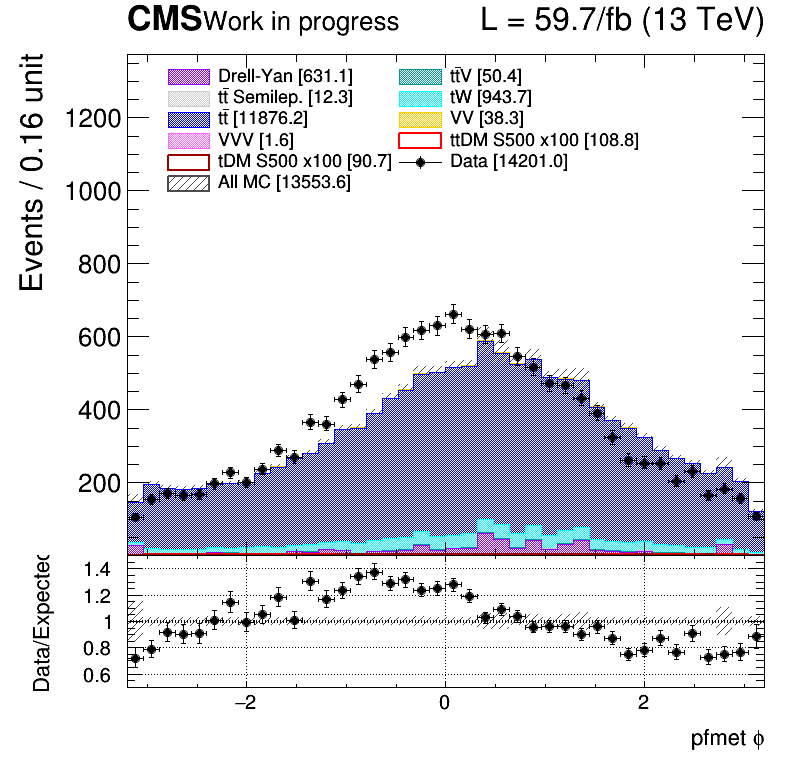 CMS Work in progress L = 59.7/fb (13 TeV)
Events / 0.16 unit
1200
1000
800
600
400
200
Drell-Yan [631.1] tt̄V [50.4]
tt̄ Semilep. [12.3] tW [943.7]
tt̄ [11876.2] VV [38.3]
VVV [1.6] ttDM S500 x100 [108.8]
tDM S500 x100 [90.7] Data [14201.0]
All MC [13553.6]
Data/Expected
1.4
1.2
1
0.8
0.6
−2 0 2
pfmet ϕ